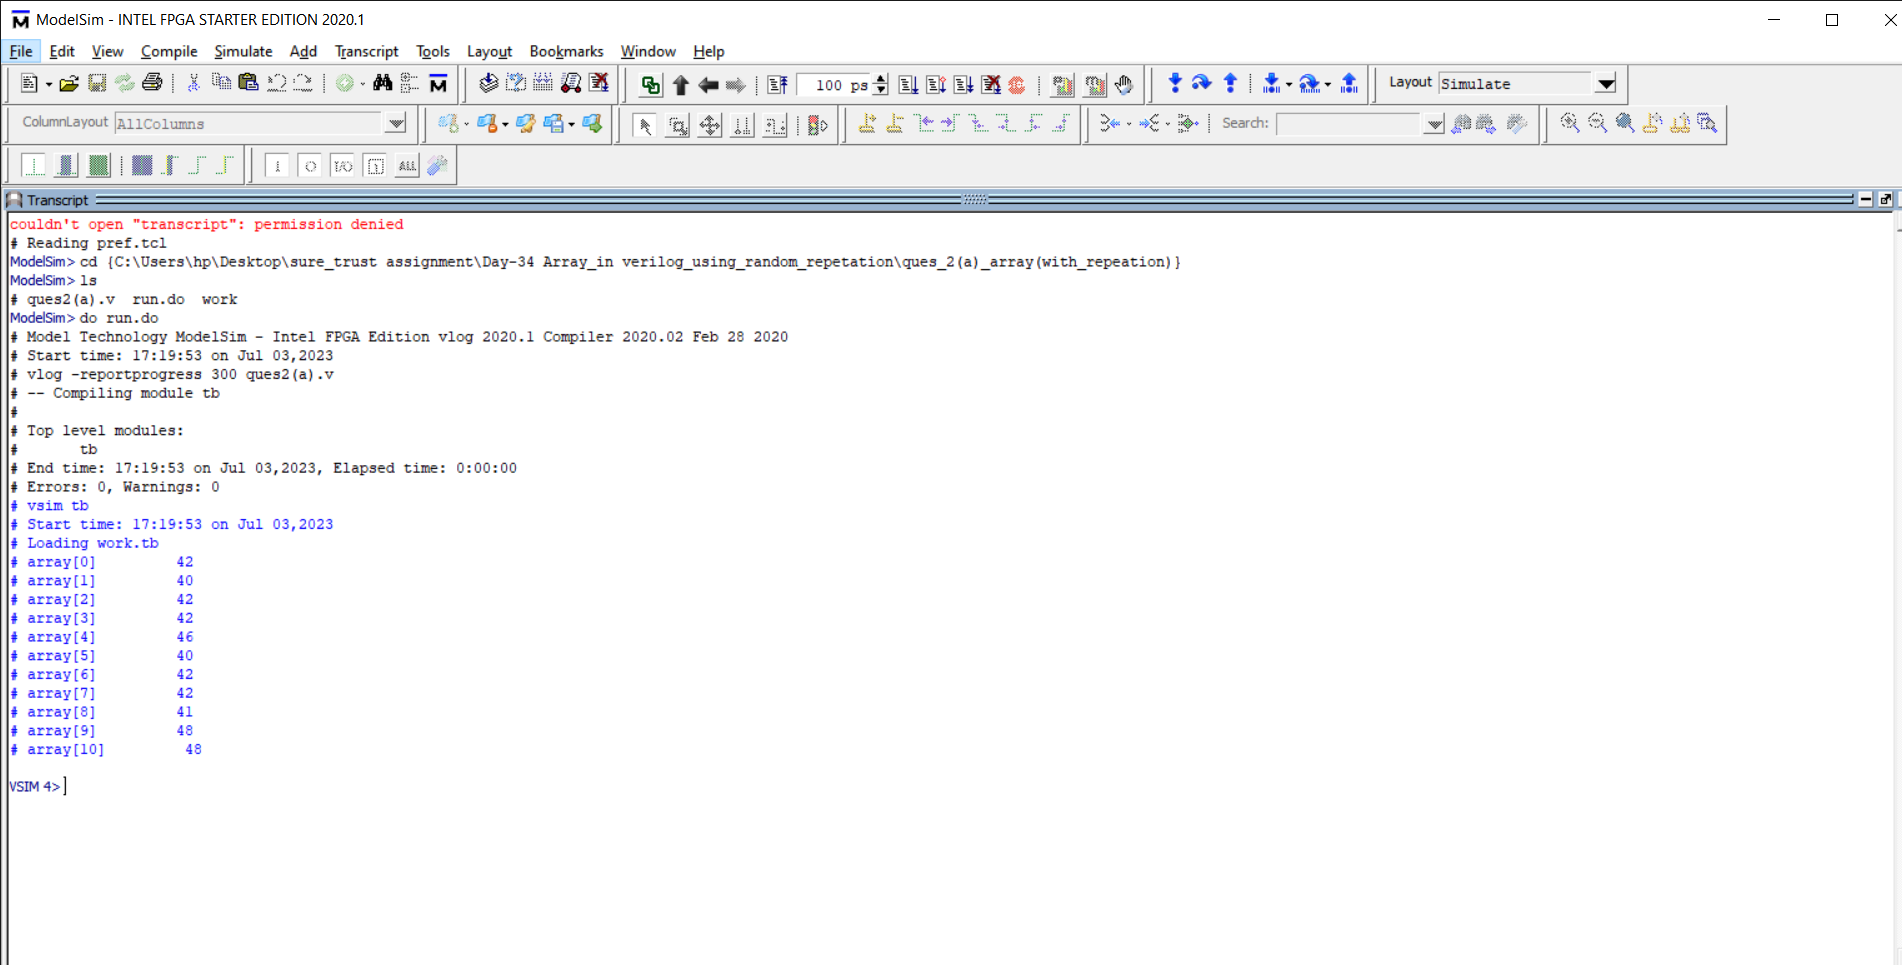 ModelSim - INTEL FPGA STARTER EDITION 2020.1
File Edit View Compile Simulate Add Transcript Tools Layout Bookmarks Window Help
100 ps
Layout Simulate
ColumnLayout AllColumns
Search:
I/O ALL
Transcript
couldn't open "transcript": permission denied
# Reading pref.tcl
ModelSim> cd {C:\Users\hp\Desktop\sure_trust assignment\Day-34 Array_in verilog_using_random_repetation\ques_2(a)_array(with_repeation)}
ModelSim> ls
# ques2(a).v  run.do  work
ModelSim> do run.do
# Model Technology ModelSim - Intel FPGA Edition vlog 2020.1 Compiler 2020.02 Feb 28 2020
# Start time: 17:19:53 on Jul 03,2023
# vlog -reportprogress 300 ques2(a).v
# -- Compiling module tb
#
# Top level modules:
#       tb
# End time: 17:19:53 on Jul 03,2023, Elapsed time: 0:00:00
# Errors: 0, Warnings: 0
# vsim tb
# Start time: 17:19:53 on Jul 03,2023
# Loading work.tb
# array[0]         42
# array[1]         40
# array[2]         42
# array[3]         42
# array[4]         46
# array[5]         40
# array[6]         42
# array[7]         42
# array[8]         41
# array[9]         48
# array[10]         48
VSIM 4>